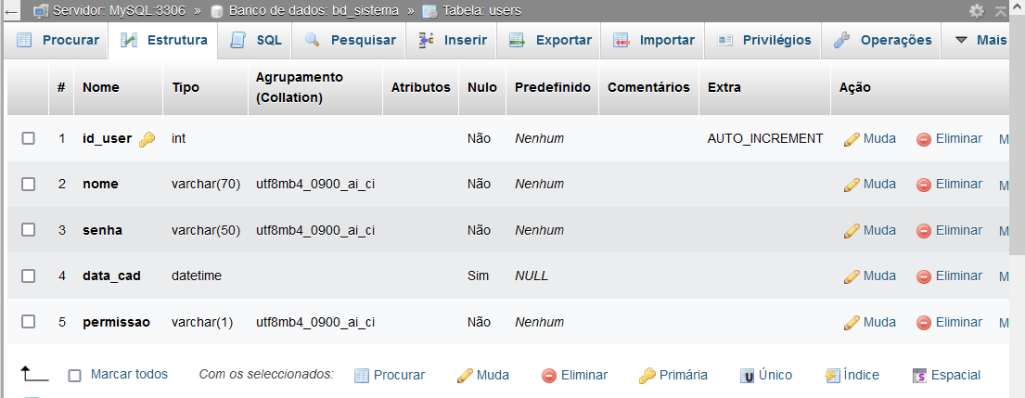 Servidor: MySQL:3306 » Banco de dados: bd_sistema » Tabela: users
Procurar Estrutura SQL Pesquisar Inserir Exportar Importar Privilégios Operações Mais
# Nome Tipo Agrupamento (Collation) Atributos Nulo Predefinido Comentários Extra Ação
1 id_user int Não Nenhum AUTO_INCREMENT Muda Eliminar M
2 nome varchar(70) utf8mb4_0900_ai_ci Não Nenhum Muda Eliminar M
3 senha varchar(50) utf8mb4_0900_ai_ci Não Nenhum Muda Eliminar M
4 data_cad datetime Sim NULL Muda Eliminar M
5 permissao varchar(1) utf8mb4_0900_ai_ci Não Nenhum Muda Eliminar M
Marcar todos Com os seleccionados: Procurar Muda Eliminar Primária Único Índice Espacial